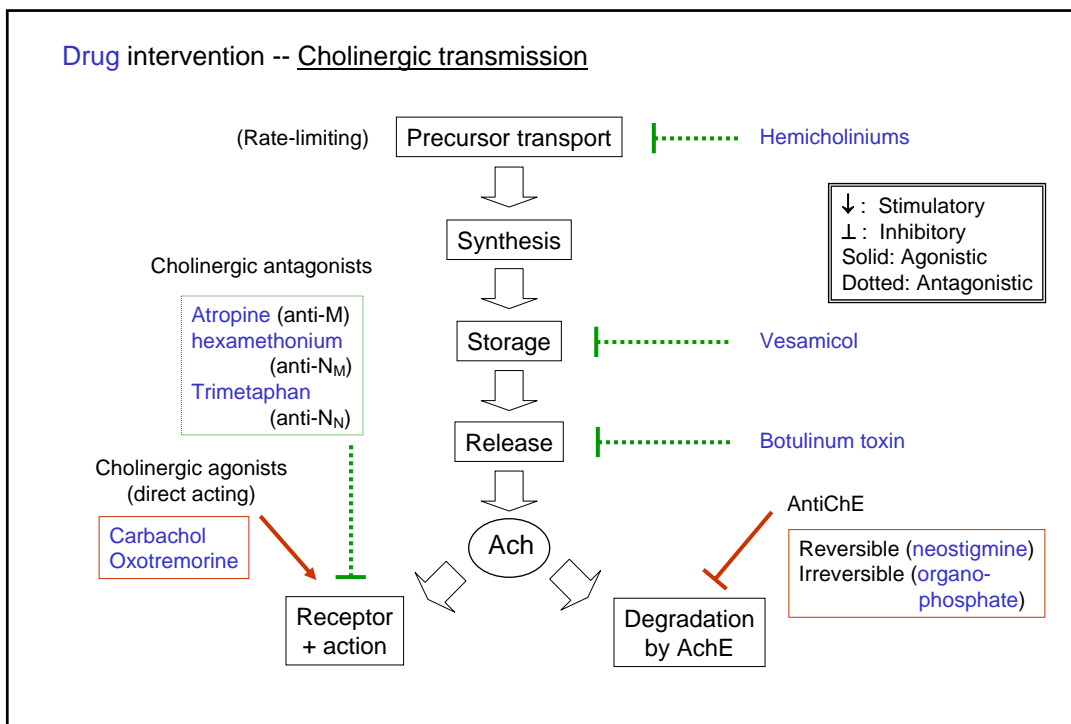 Drug intervention -- Cholinergic transmission
(Rate-limiting)
Precursor transport
Hemicholiniums
↓ : Stimulatory
⊥ : Inhibitory
Solid: Agonistic
Dotted: Antagonistic
Synthesis
Cholinergic antagonists
Atropine (anti-M)
hexamethonium
(anti-NM)
Trimetaphan
(anti-NN)
Storage
Vesamicol
Release
Botulinum toxin
Cholinergic agonists
(direct acting)
Carbachol
Oxotremorine
Ach
AntiChE
Reversible (neostigmine)
Irreversible (organo-
phosphate)
Receptor
+ action
Degradation
by AchE